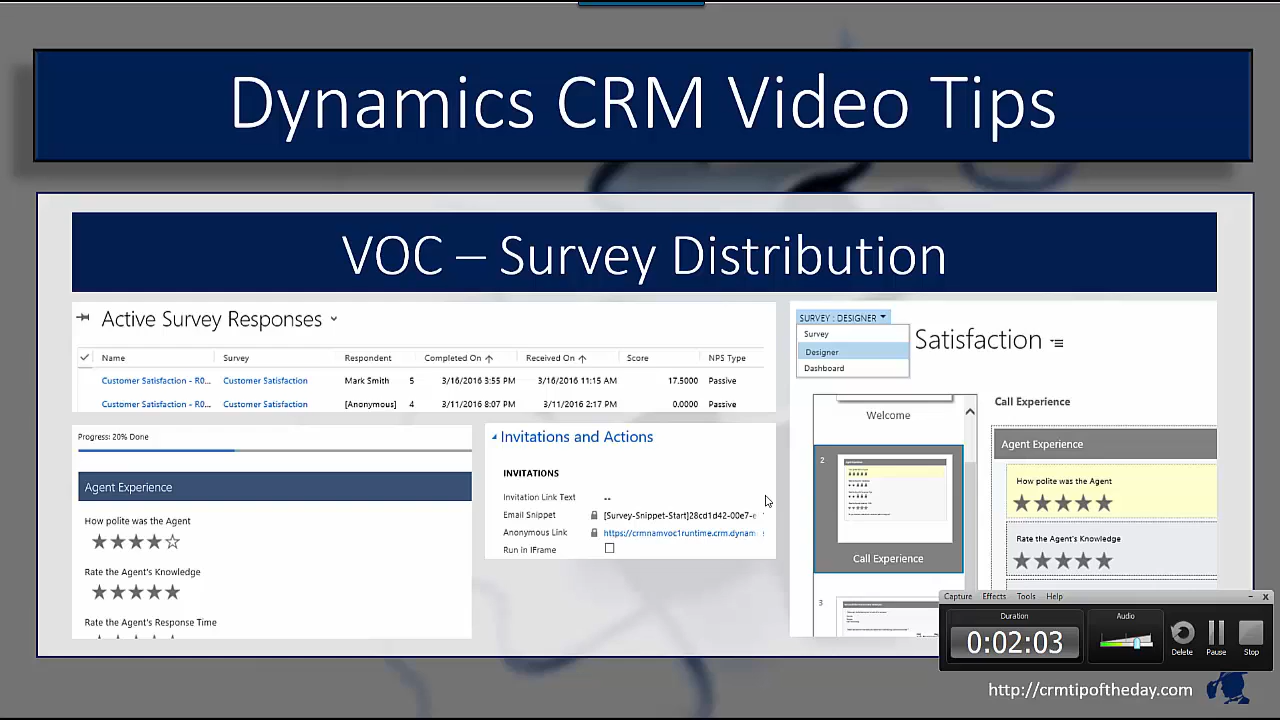 Dynamics CRM Video Tips
VOC – Survey Distribution
Active Survey Responses
Name Survey Respondent Completed On Received On Score NPS Type
Customer Satisfaction - R0... Customer Satisfaction Mark Smith 5 3/16/2016 3:55 PM 3/16/2016 11:15 AM 17.5000 Passive
Customer Satisfaction - R0... Customer Satisfaction [Anonymous] 4 3/11/2016 8:07 PM 3/11/2016 2:17 PM 0.0000 Passive
Progress: 20% Done
Agent Experience
How polite was the Agent
Rate the Agent's Knowledge
Rate the Agent's Response Time
Invitations and Actions
INVITATIONS
Invitation Link Text --
Email Snippet [Survey-Snippet-Start]28cd1d42-00e7-
Anonymous Link https://crmnamvoc1runtime.crm.dynam
Run in IFrame
SURVEY : DESIGNER
Survey
Designer
Dashboard
Satisfaction
Welcome
2
Call Experience
3
Call Experience
Agent Experience
How polite was the Agent
Rate the Agent's Knowledge
Capture Effects Tools Help
Duration
0:02:03
Audio
Delete Pause Stop
http://crmtipoftheday.com